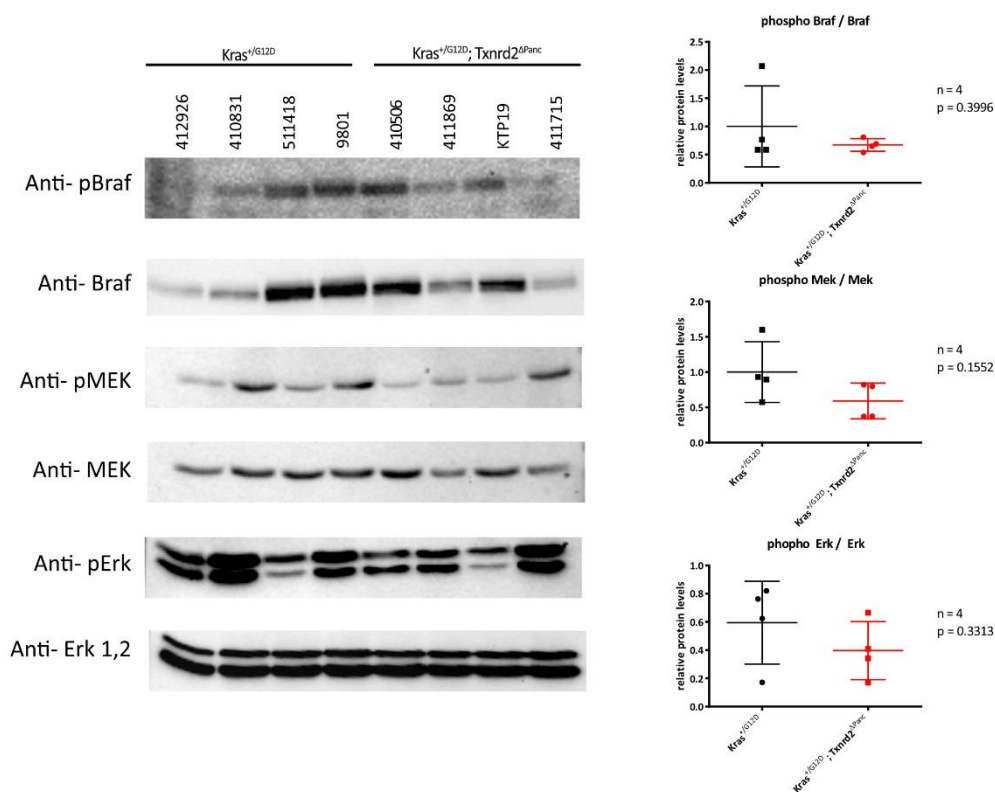 Kras+/G12D
Kras+/G12D; Txnrd2ΔPanc
412926
410831
511418
9801
410506
411869
KTP19
411715
Anti- pBraf
Anti- Braf
Anti- pMEK
Anti- MEK
Anti- pErk
Anti- Erk 1,2
phospho Braf / Braf
relative protein levels
2.5
2.0
1.5
1.0
0.5
0.0
n = 4
p = 0.3996
Kras+/G12D
Kras+/G12D; Txnrd2ΔPanc
phospho Mek / Mek
relative protein levels
2.0
1.5
1.0
0.5
0.0
n = 4
p = 0.1552
Kras+/G12D
Kras+/G12D; Txnrd2ΔPanc
phopho Erk / Erk
relative protein levels
1.0
0.8
0.6
0.4
0.2
0.0
n = 4
p = 0.3313
Kras+/G12D
Kras+/G12D; Txnrd2ΔPanc